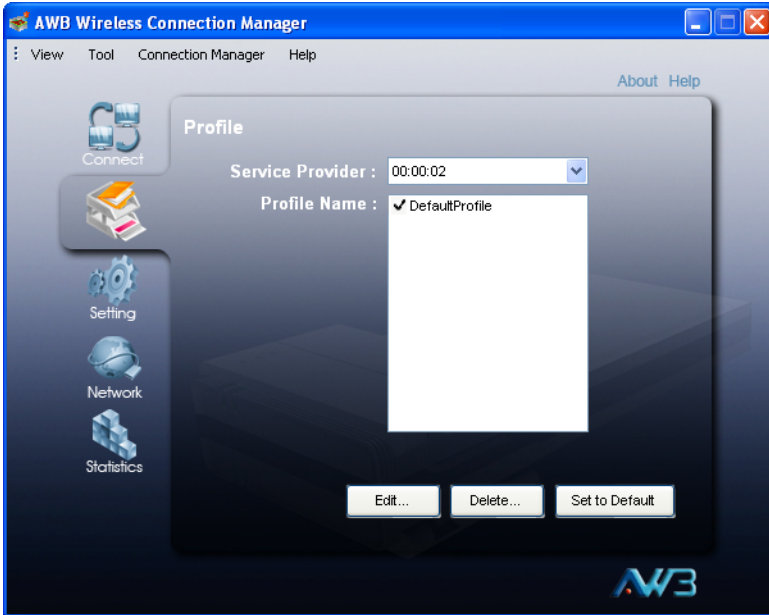 AWB Wireless Connection Manager
View Tool Connection Manager Help
About Help
Connect
Profile
Service Provider : 00:00:02
Profile Name : DefaultProfile
Setting
Network
Statistics
Edit... Delete... Set to Default
AWB